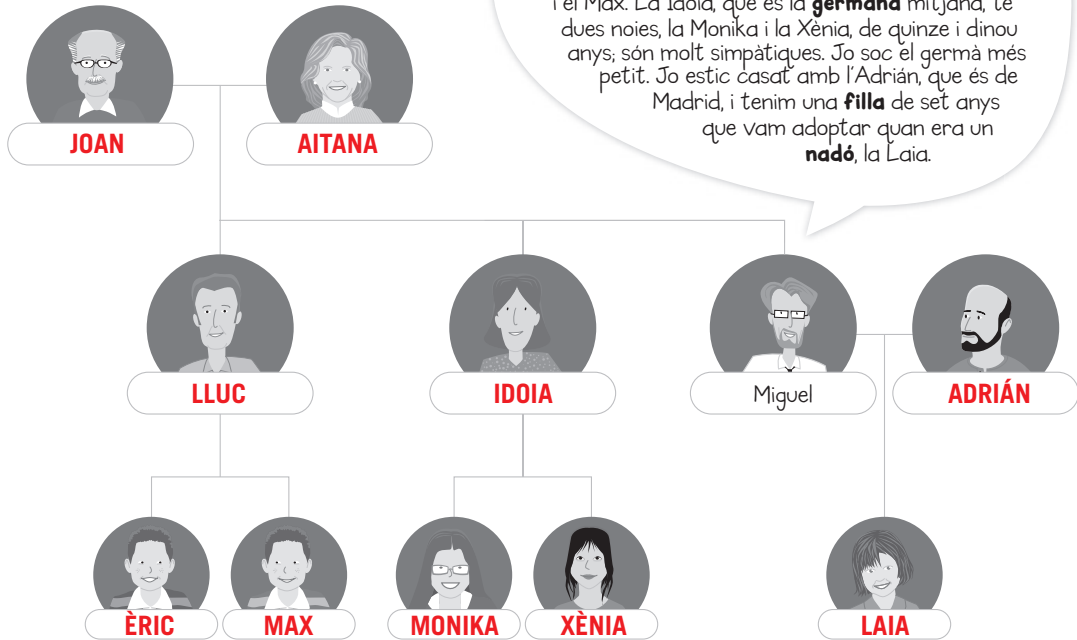 i el Max. La Idoia, que és la germana mitjana, té
dues noies, la Monika i la Xènia, de quinze i dinou
anys; són molt simpàtiques. Jo soc el germà més
petit. Jo estic casat amb l'Adrián, que és de
Madrid, i tenim una filla de set anys
que vam adoptar quan era un
nadó, la Laia.
JOAN
AITANA
LLUC
IDOIA
Miguel
ADRIÁN
ÈRIC
MAX
MONIKA
XÈNIA
LAIA